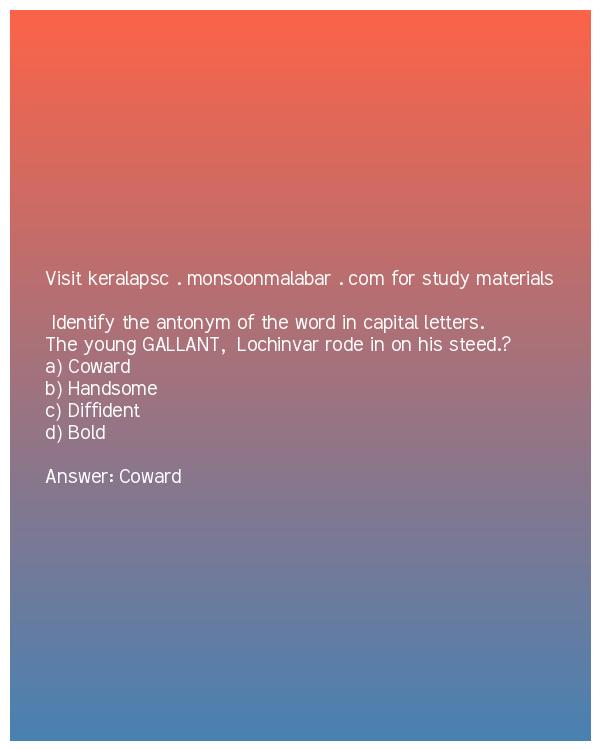 Visit keralapsc . monsoonmalabar . com for study materials
Identify the antonym of the word in capital letters.
The young GALLANT,  Lochinvar rode in on his steed.?
a) Coward
b) Handsome
c) Diffident
d) Bold
Answer: Coward